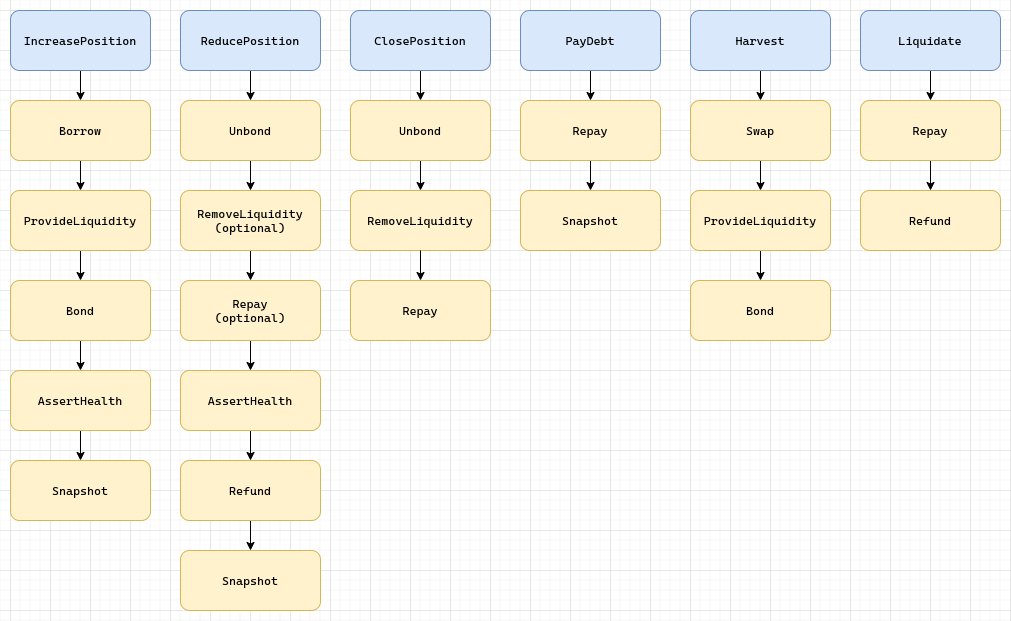 IncreasePosition
Borrow
ProvideLiquidity
Bond
AssertHealth
Snapshot
ReducePosition
Unbond
RemoveLiquidity
(optional)
Repay
(optional)
AssertHealth
Refund
Snapshot
ClosePosition
Unbond
RemoveLiquidity
Repay
PayDebt
Repay
Snapshot
Harvest
Swap
ProvideLiquidity
Bond
Liquidate
Repay
Refund